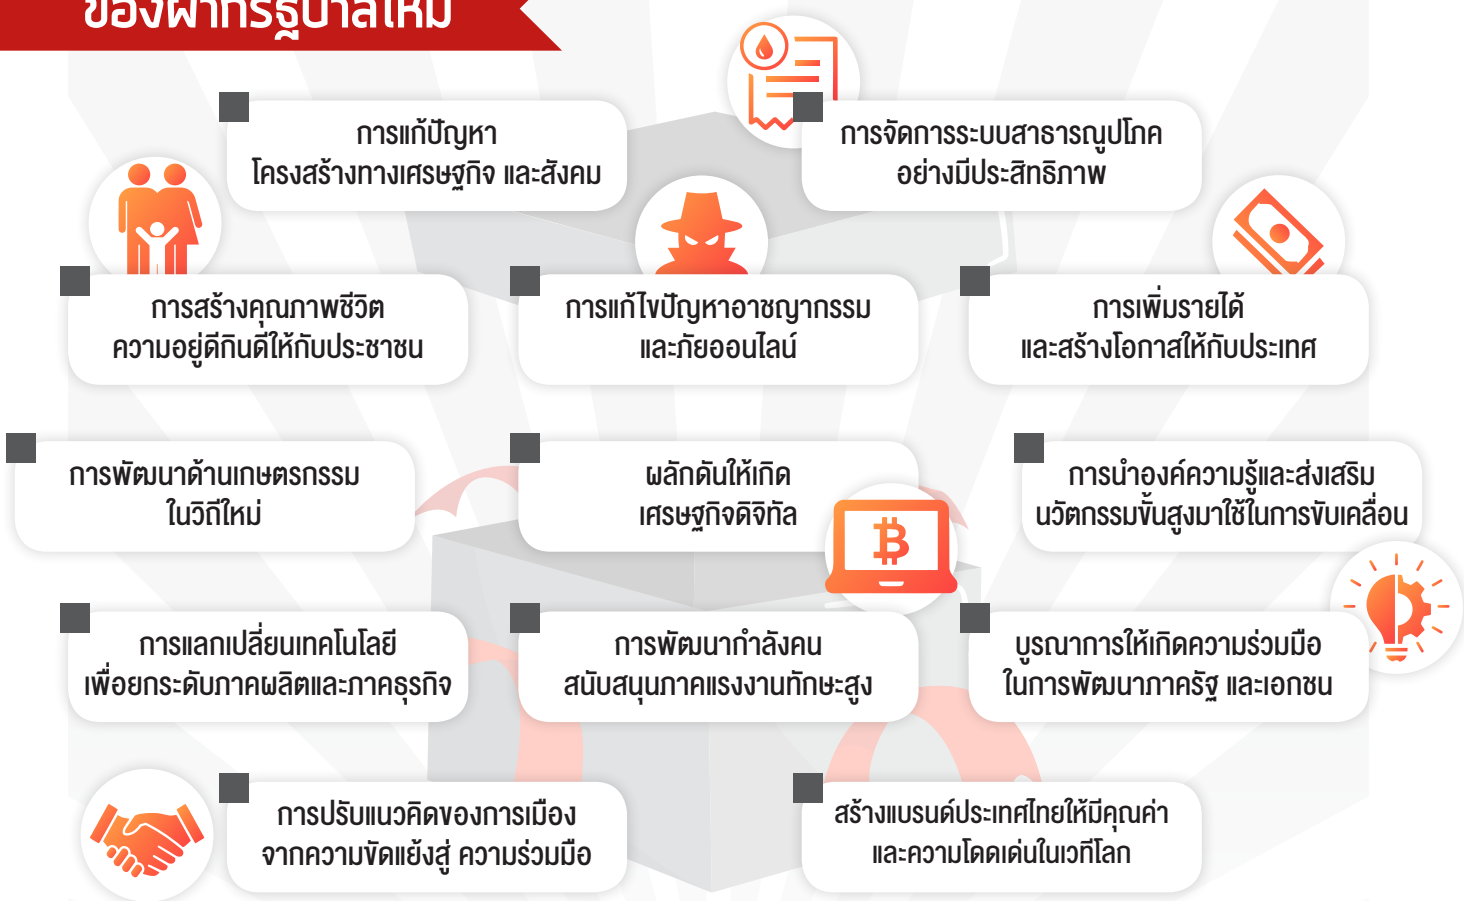 ของฝากรัฐบาลใหม่
การแก้ปัญหา
โครงสร้างทางเศรษฐกิจ และสังคม
การจัดการระบบสาธารณูปโภค
อย่างมีประสิทธิภาพ
การสร้างคุณภาพชีวิต
ความอยู่ดีกินดีให้กับประชาชน
การแก้ไขปัญหาอาชญากรรม
และภัยออนไลน์
การเพิ่มรายได้
และสร้างโอกาสให้กับประเทศ
การพัฒนาด้านเกษตรกรรม
ในวิถีใหม่
ผลักดันให้เกิด
เศรษฐกิจดิจิทัล
การนำองค์ความรู้และส่งเสริม
นวัตกรรมขั้นสูงมาใช้ในการขับเคลื่อน
การแลกเปลี่ยนเทคโนโลยี
เพื่อยกระดับภาคผลิตและภาคธุรกิจ
การพัฒนากำลังคน
สนับสนุนภาคแรงงานทักษะสูง
บูรณาการให้เกิดความร่วมมือ
ในการพัฒนาภาครัฐ และเอกชน
การปรับแนวคิดของการเมือง
จากความขัดแย้งสู่ ความร่วมมือ
สร้างแบรนด์ประเทศไทยให้มีคุณค่า
และความโดดเด่นในเวทีโลก